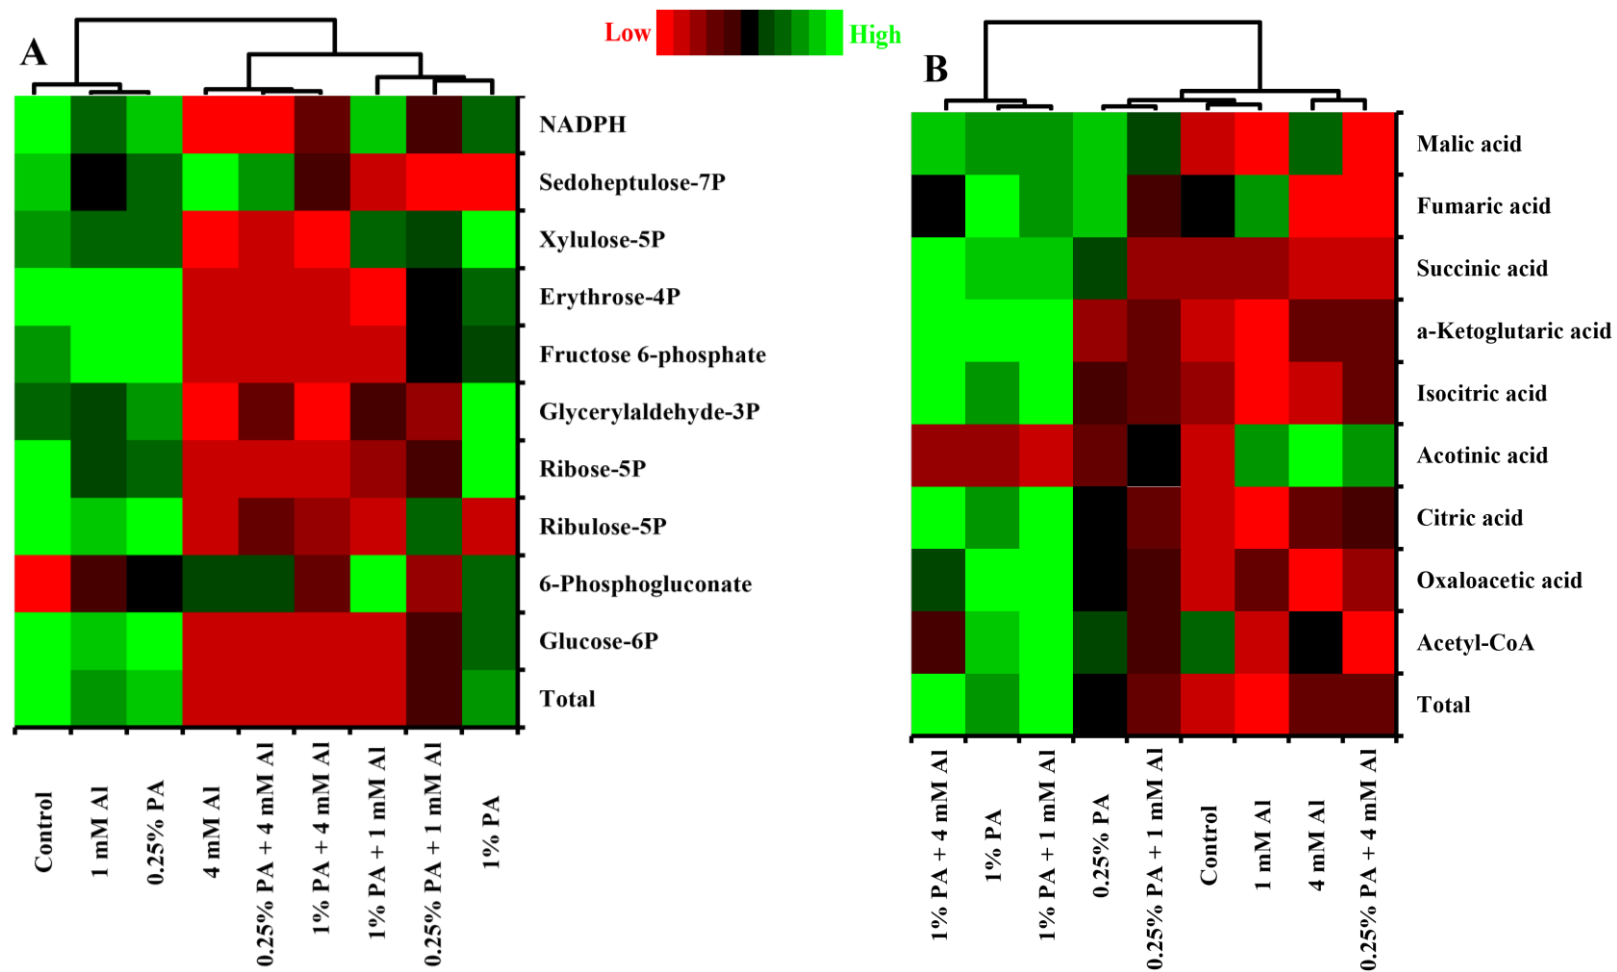 A
Low
High
B
NADPH
Sedoheptulose-7P
Xylulose-5P
Erythrose-4P
Fructose 6-phosphate
Glycerylaldehyde-3P
Ribose-5P
Ribulose-5P
6-Phosphogluconate
Glucose-6P
Total
Control
1 mM Al
0.25% PA
4 mM Al
0.25% PA + 4 mM Al
1% PA + 4 mM Al
1% PA + 1 mM Al
0.25% PA + 1 mM Al
1% PA
Malic acid
Fumaric acid
Succinic acid
a-Ketoglutaric acid
Isocitric acid
Acotinic acid
Citric acid
Oxaloacetic acid
Acetyl-CoA
Total
1% PA + 4 mM Al
1% PA
1% PA + 1 mM Al
0.25% PA
0.25% PA + 1 mM Al
Control
1 mM Al
4 mM Al
0.25% PA + 4 mM Al